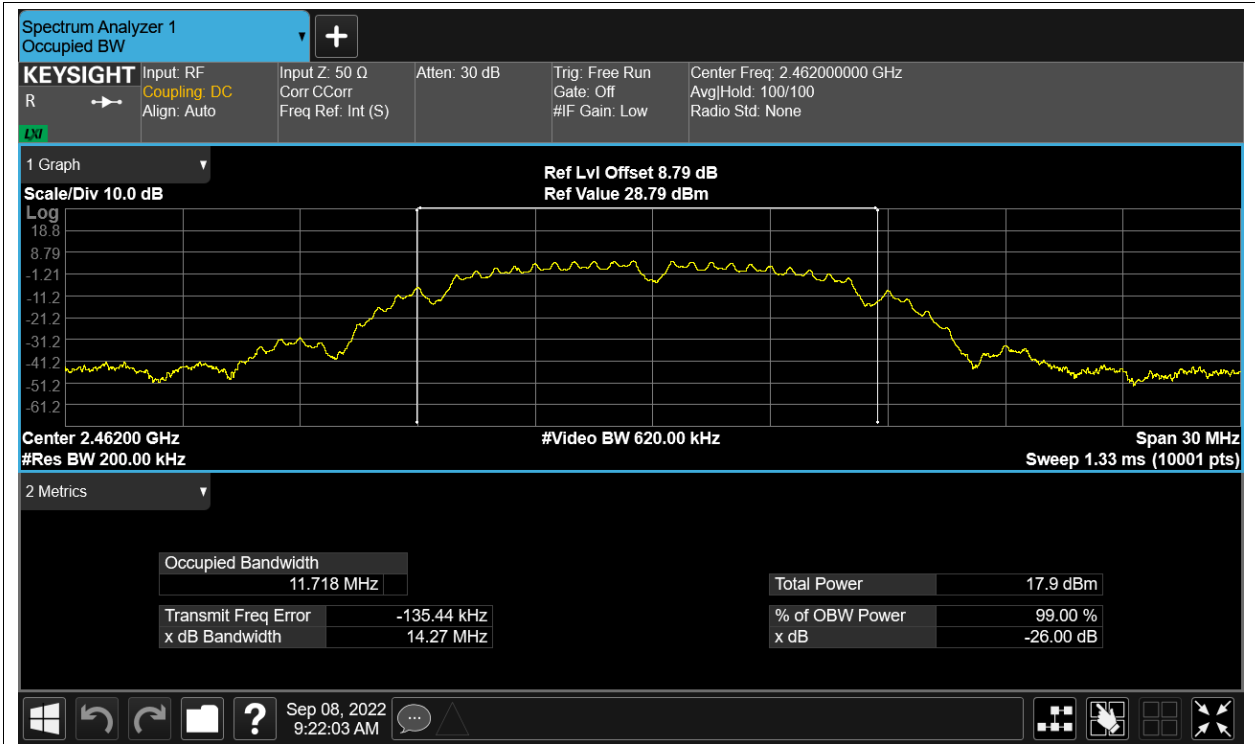 Spectrum Analyzer 1
Occupied BW
KEYSIGHT
R
LXI
Input: RF
Coupling: DC
Align: Auto
Input Z: 50 Ω
Corr CCorr
Freq Ref: Int (S)
Atten: 30 dB
Trig: Free Run
Gate: Off
#IF Gain: Low
Center Freq: 2.462000000 GHz
Avg|Hold: 100/100
Radio Std: None
1 Graph
Scale/Div 10.0 dB
Ref Lvl Offset 8.79 dB
Ref Value 28.79 dBm
Log
18.8
8.79
-1.21
-11.2
-21.2
-31.2
-41.2
-51.2
-61.2
Center 2.46200 GHz
#Res BW 200.00 kHz
#Video BW 620.00 kHz
Span 30 MHz
Sweep 1.33 ms (10001 pts)
2 Metrics
Occupied Bandwidth
11.718 MHz
Transmit Freq Error -135.44 kHz
x dB Bandwidth 14.27 MHz
Total Power 17.9 dBm
% of OBW Power 99.00 %
x dB -26.00 dB
?
Sep 08, 2022
9:22:03 AM